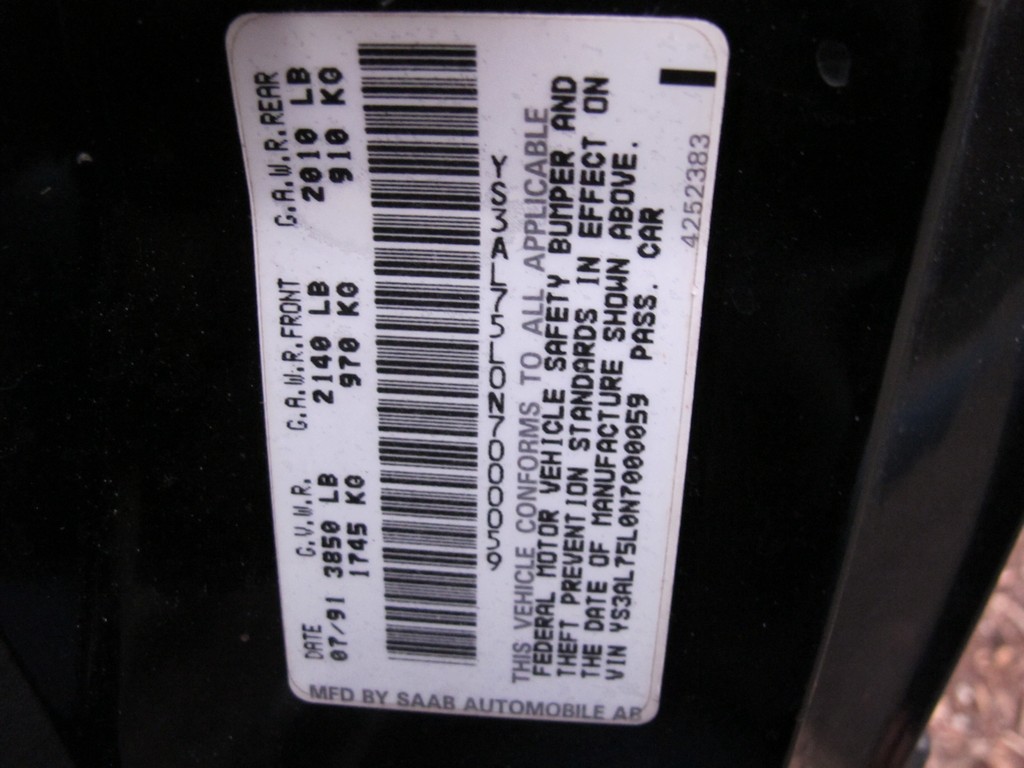 MFD BY SAAB AUTOMOBILE AB
DATE G.V.W.R. G.A.W.R.FRONT G.A.W.R.REAR
07/91 3850 LB 2140 LB 2010 LB
1745 KG 970 KG 910 KG
YS3AL75L0N7000059
THIS VEHICLE CONFORMS TO ALL APPLICABLE
FEDERAL MOTOR VEHICLE SAFETY BUMPER AND
THEFT PREVENTION STANDARDS IN EFFECT ON
THE DATE OF MANUFACTURE SHOWN ABOVE.
VIN YS3AL75L0N7000059 PASS. CAR
4252383